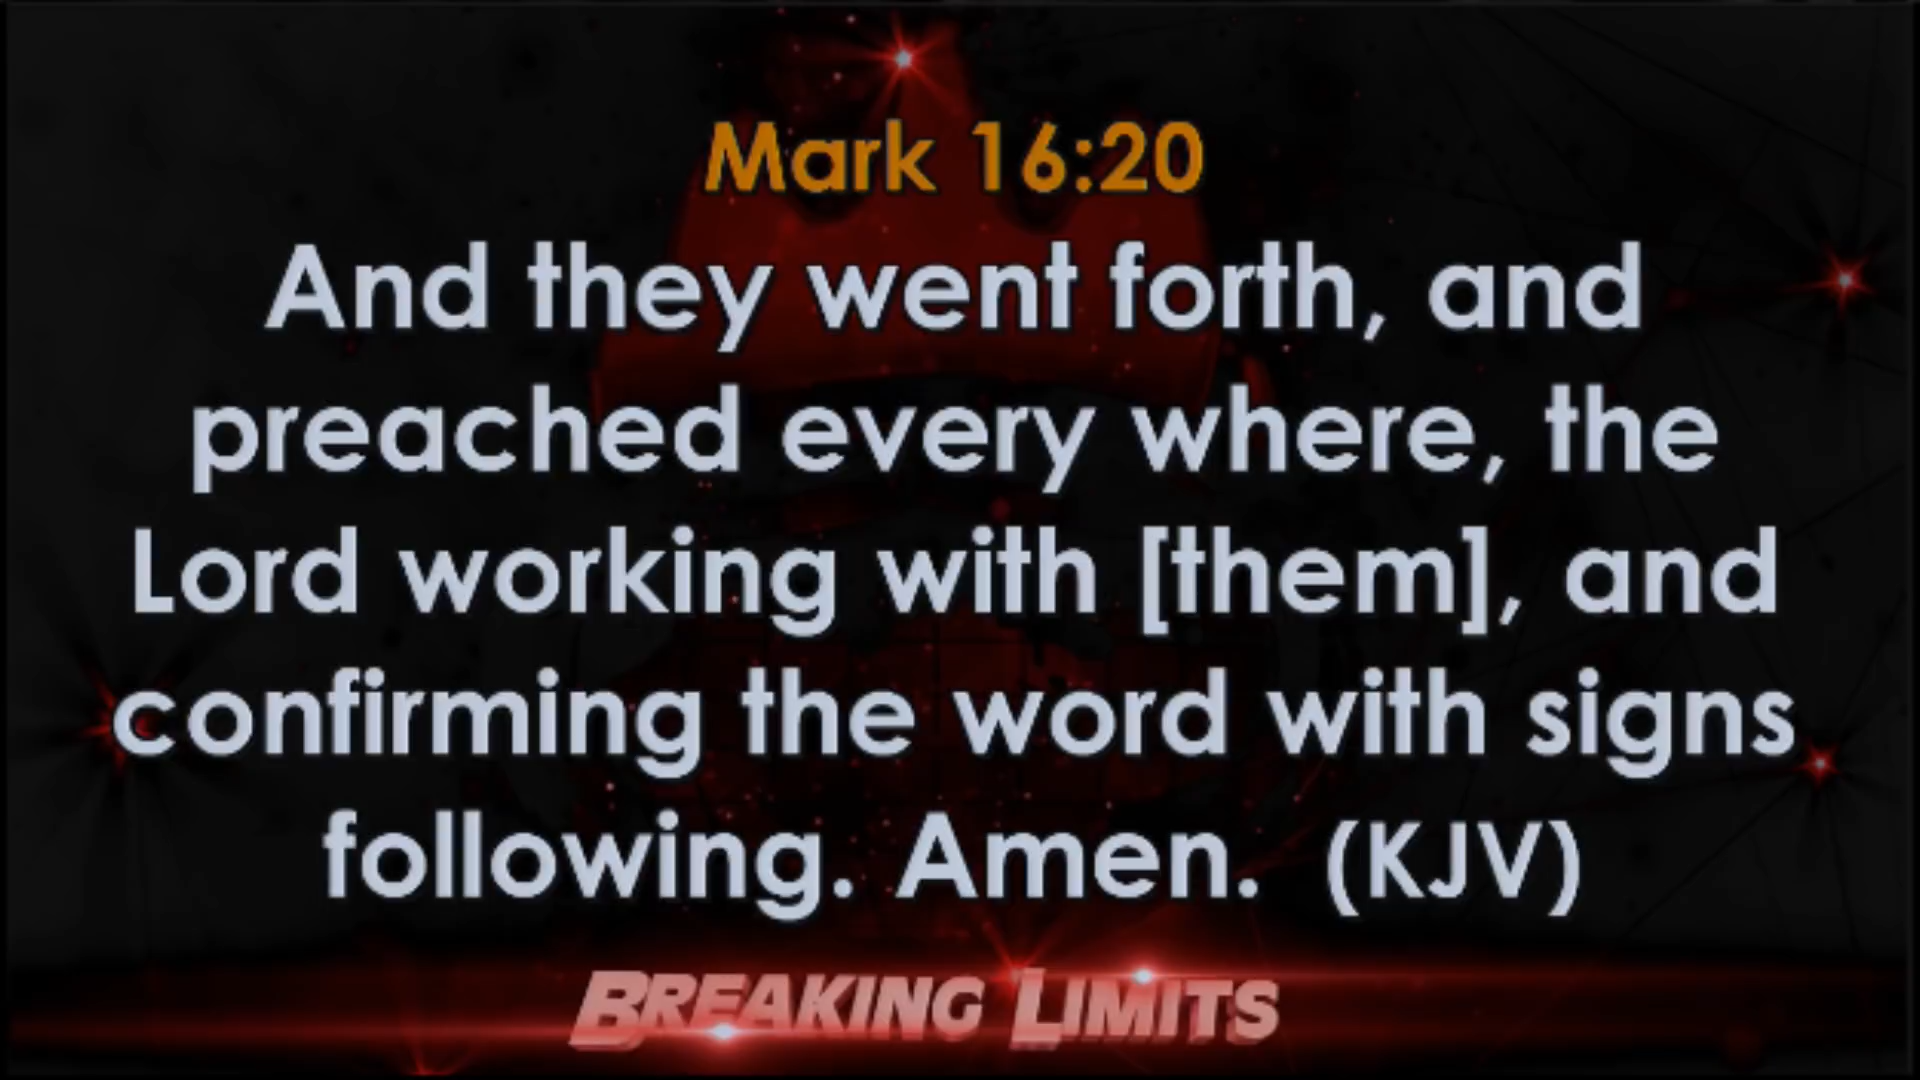 Mark 16:20
And they went forth, and
preached every where, the
Lord working with [them], and
confirming the word with signs
following. Amen.  (KJV)
BREAKING LIMITS